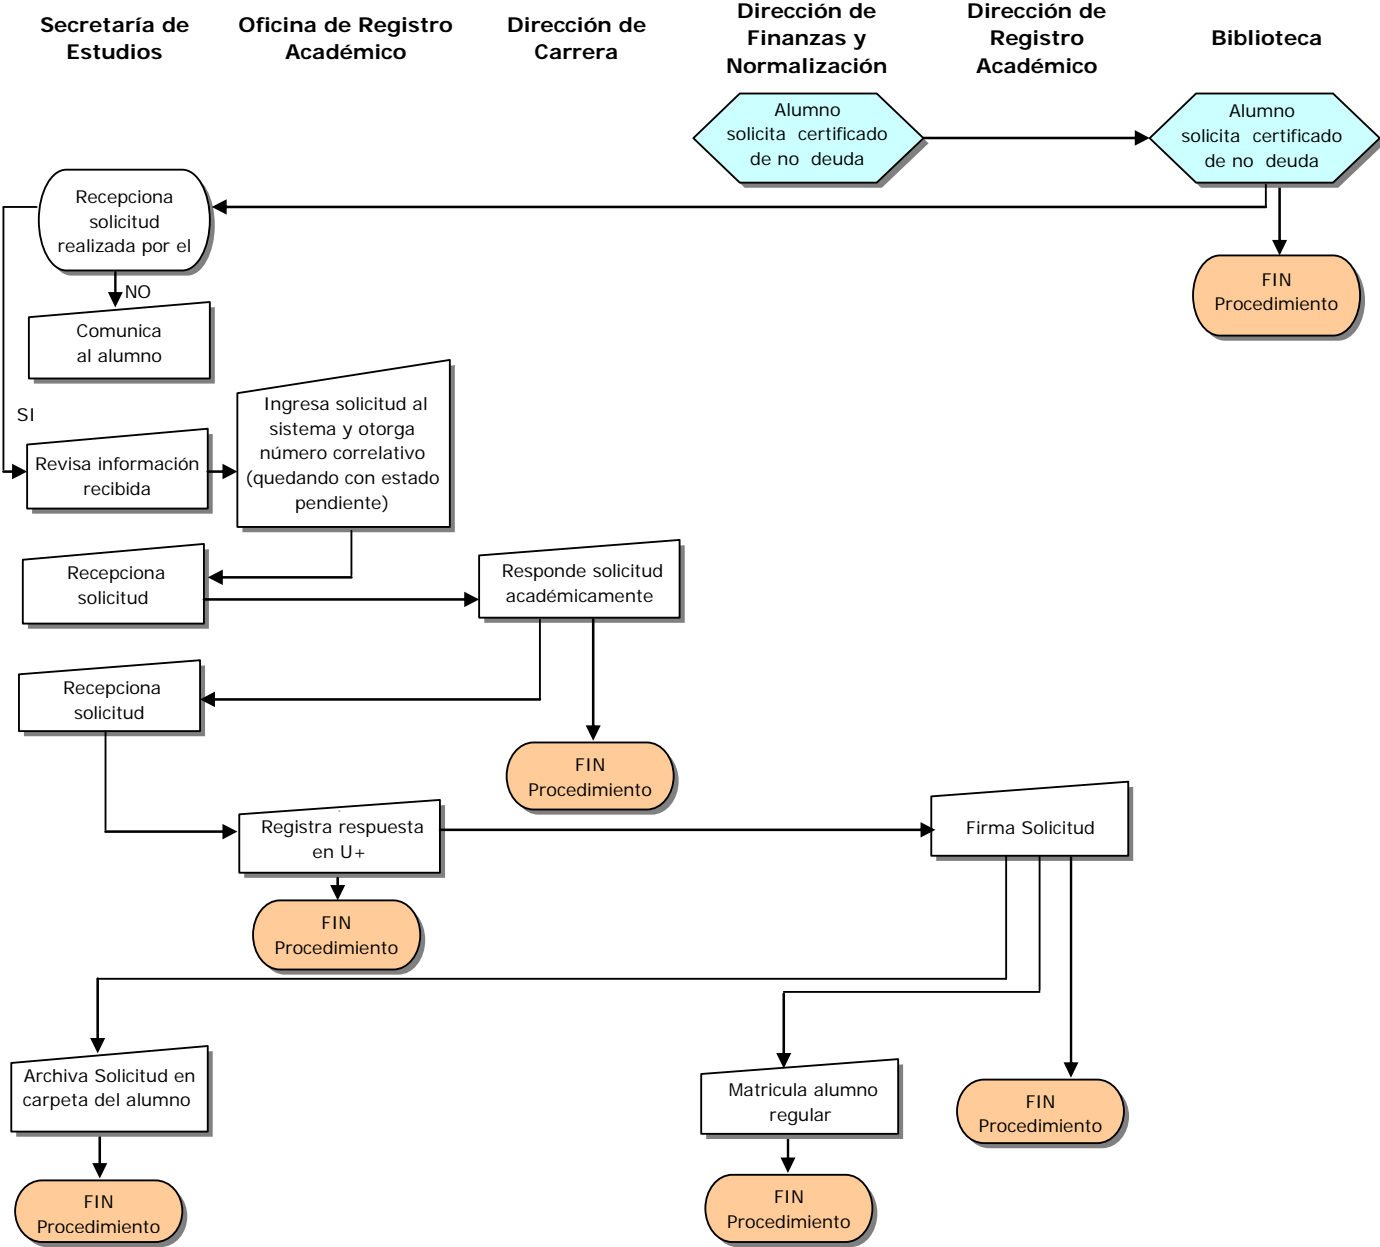 Secretaría de
Estudios
Oficina de Registro
Académico
Dirección de
Carrera
Dirección de
Finanzas y
Normalización
Dirección de
Registro
Académico
Biblioteca
Alumno
solicita certificado
de no deuda
Alumno
solicita certificado
de no deuda
Recepciona
solicitud
realizada por el
FIN
Procedimiento
NO
Comunica
al alumno
SI
Revisa información
recibida
Ingresa solicitud al
sistema y otorga
número correlativo
(quedando con estado
pendiente)
Recepciona
solicitud
Responde solicitud
académicamente
Recepciona
solicitud
FIN
Procedimiento
Registra respuesta
en U+
Firma Solicitud
FIN
Procedimiento
Archiva Solicitud en
carpeta del alumno
Matricula alumno
regular
FIN
Procedimiento
FIN
Procedimiento
FIN
Procedimiento